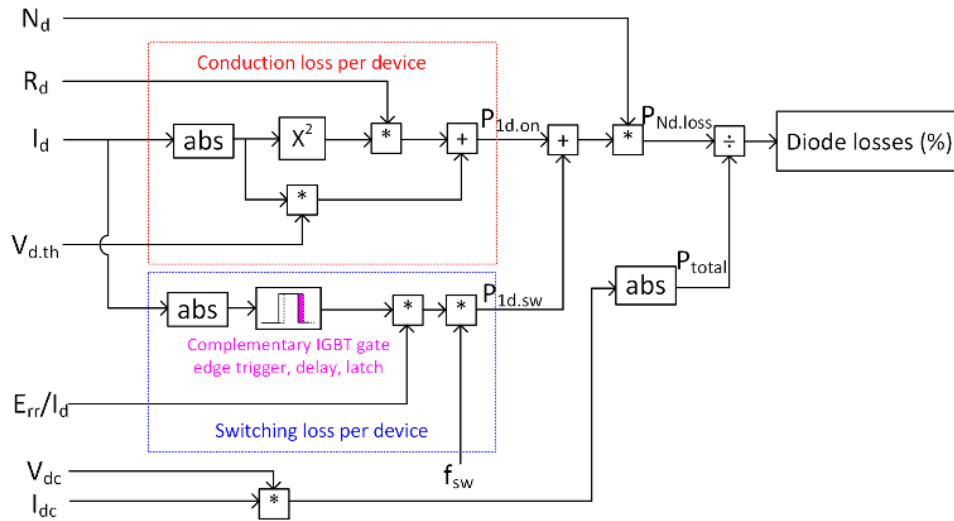 N_d
Conduction loss per device
R_d
I_d
abs
X^2
*
+
P_1d.on
+
*
P_Nd.loss
÷
Diode losses (%)
*
V_d.th
abs
P_total
abs
*
*
P_1d.sw
Complementary IGBT gate
edge trigger, delay, latch
E_rr/I_d
Switching loss per device
V_dc
f_sw
I_dc
*